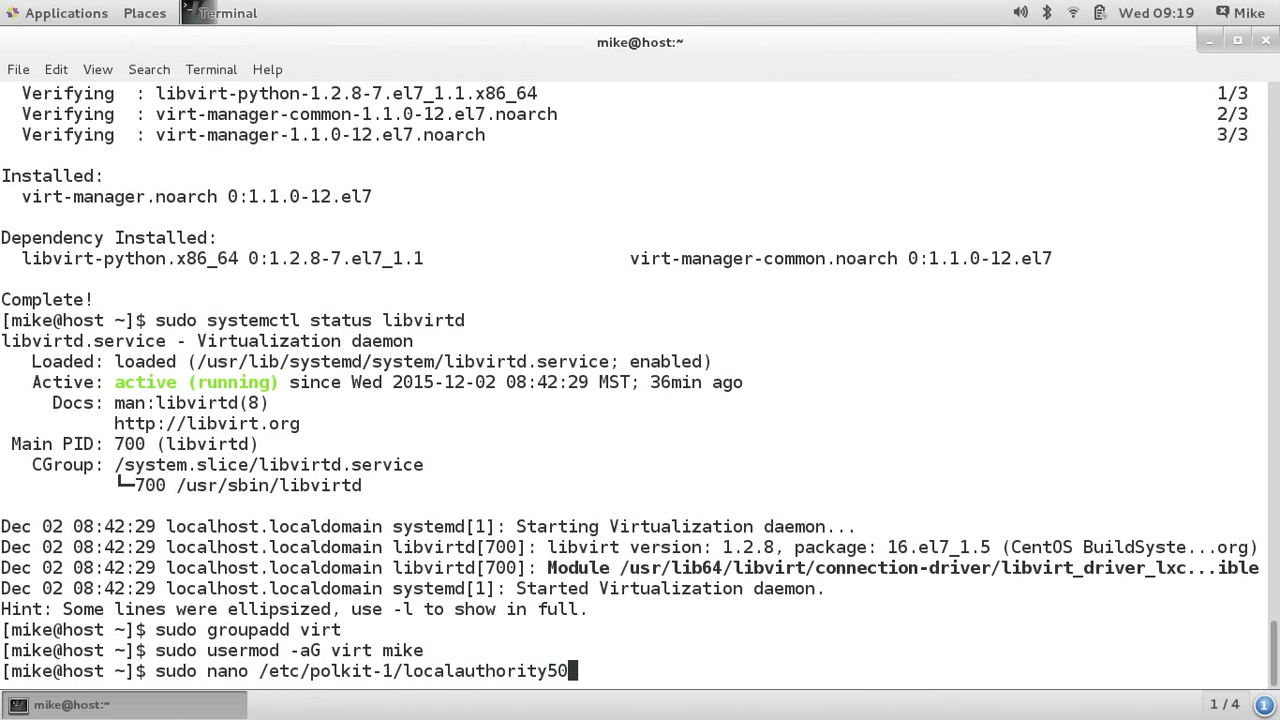 Applications Places Terminal Wed 09:19 Mike
mike@host:~
File Edit View Search Terminal Help
Verifying : libvirt-python-1.2.8-7.el7_1.1.x86_64 1/3
Verifying : virt-manager-common-1.1.0-12.el7.noarch 2/3
Verifying : virt-manager-1.1.0-12.el7.noarch 3/3
Installed:
virt-manager.noarch 0:1.1.0-12.el7
Dependency Installed:
libvirt-python.x86_64 0:1.2.8-7.el7_1.1 virt-manager-common.noarch 0:1.1.0-12.el7
Complete!
[mike@host ~]$ sudo systemctl status libvirtd
libvirtd.service - Virtualization daemon
Loaded: loaded (/usr/lib/systemd/system/libvirtd.service; enabled)
Active: active (running) since Wed 2015-12-02 08:42:29 MST; 36min ago
Docs: man:libvirtd(8)
http://libvirt.org
Main PID: 700 (libvirtd)
CGroup: /system.slice/libvirtd.service
└─700 /usr/sbin/libvirtd
Dec 02 08:42:29 localhost.localdomain systemd[1]: Starting Virtualization daemon...
Dec 02 08:42:29 localhost.localdomain libvirtd[700]: libvirt version: 1.2.8, package: 16.el7_1.5 (CentOS BuildSyste...org)
Dec 02 08:42:29 localhost.localdomain libvirtd[700]: Module /usr/lib64/libvirt/connection-driver/libvirt_driver_lxc...ible
Dec 02 08:42:29 localhost.localdomain systemd[1]: Started Virtualization daemon.
Hint: Some lines were ellipsized, use -l to show in full.
[mike@host ~]$ sudo groupadd virt
[mike@host ~]$ sudo usermod -aG virt mike
[mike@host ~]$ sudo nano /etc/polkit-1/localauthority50
mike@host:~ 1 / 4 1